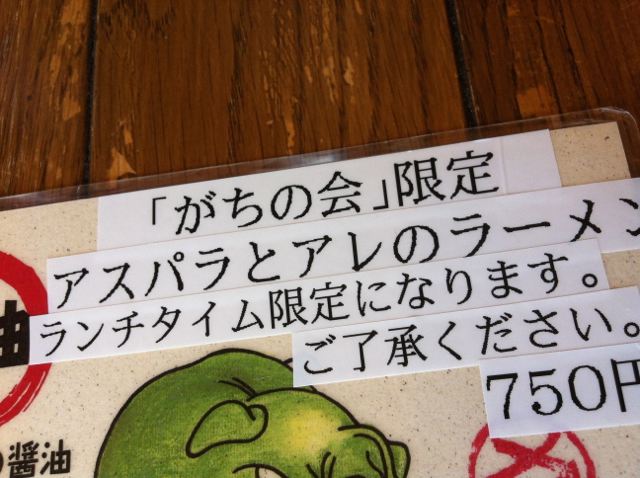 「がちの会」限定
アスパラとアレのラーメン
ランチタイム限定になります。
ご了承ください。
750円
油
の醤油